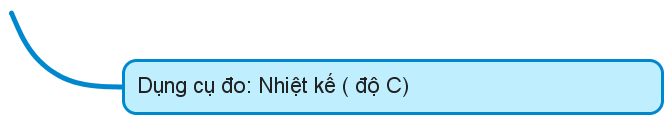 Dụng cụ đo: Nhiệt kế ( độ C)